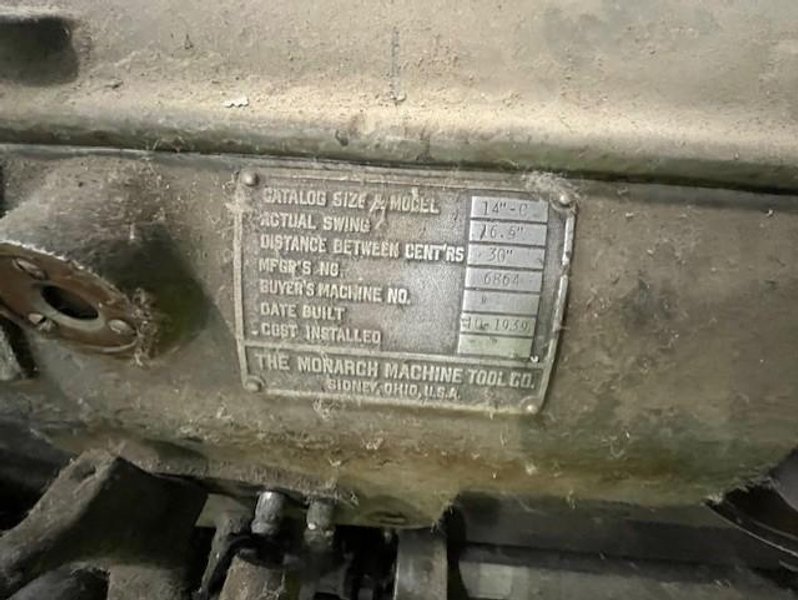 CATALOG SIZE & MODEL 14"-C
ACTUAL SWING 16.5"
DISTANCE BETWEEN CENT'RS 30"
MFGR'S NO. 6864
BUYER'S MACHINE NO.
DATE BUILT 10-1939
COST INSTALLED
THE MONARCH MACHINE TOOL CO.
SIDNEY, OHIO, U.S.A.